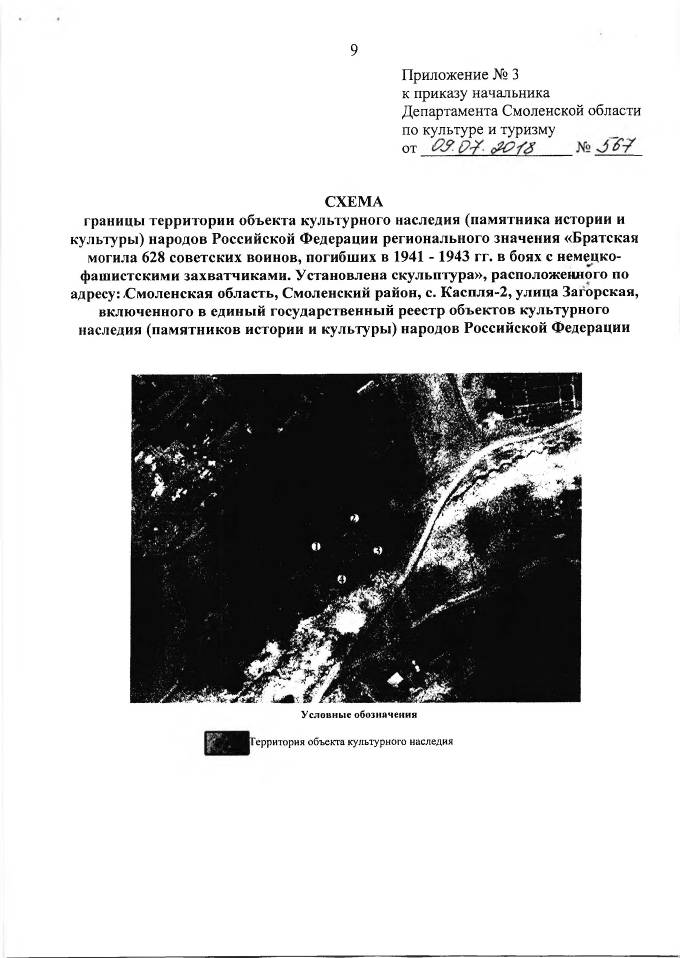 9
Приложение № 3
к приказу начальника
Департамента Смоленской области
по культуре и туризму
от 09.07.2018 № 567
СХЕМА
границы территории объекта культурного наследия (памятника истории и
культуры) народов Российской Федерации регионального значения «Братская
могила 628 советских воинов, погибших в 1941 - 1943 гг. в боях с немецко-
фашистскими захватчиками. Установлена скульптура», расположенного по
адресу: Смоленская область, Смоленский район, с. Каспля-2, улица Загорская,
включенного в единый государственный реестр объектов культурного
наследия (памятников истории и культуры) народов Российской Федерации
2
1
3
4
Условные обозначения
Территория объекта культурного наследия